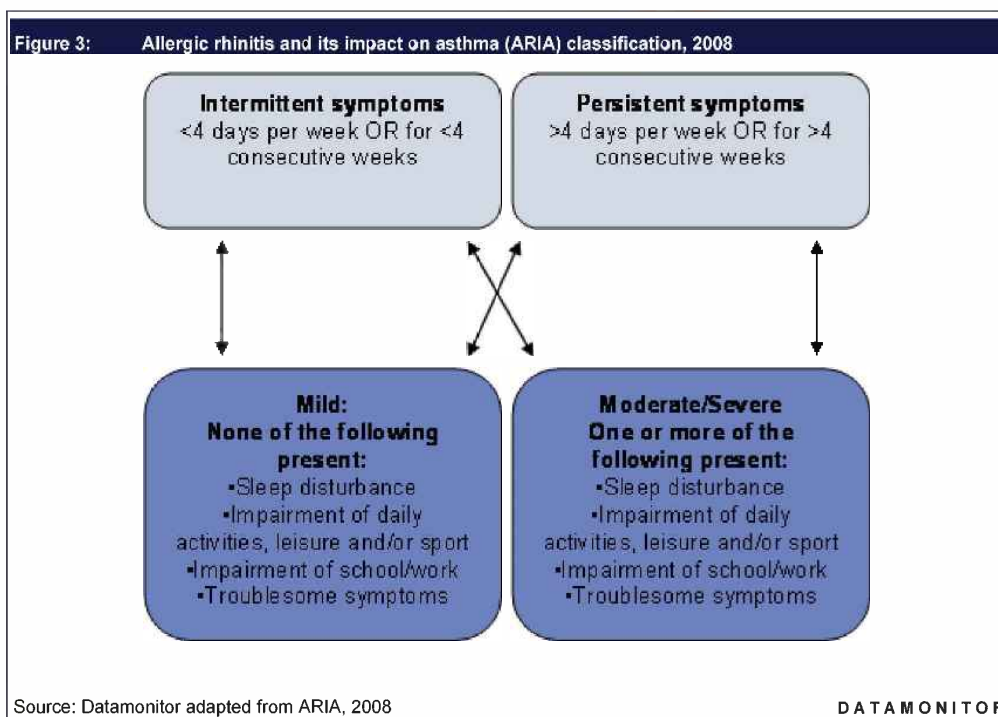 Figure 3: Allergic rhinitis and its impact on asthma (ARIA) classification, 2008
Intermittent symptoms
<4 days per week OR for <4
consecutive weeks
Persistent symptoms
>4 days per week OR for >4
consecutive weeks
Mild:
None of the following
present:
▪Sleep disturbance
▪Impairment of daily
activities, leisure and/or sport
▪Impairment of school/work
▪Troublesome symptoms
Moderate/Severe
One or more of the
following present:
▪Sleep disturbance
▪Impairment of daily
activities, leisure and/or sport
▪Impairment of school/work
▪Troublesome symptoms
Source: Datamonitor adapted from ARIA, 2008
DATAMONITOR